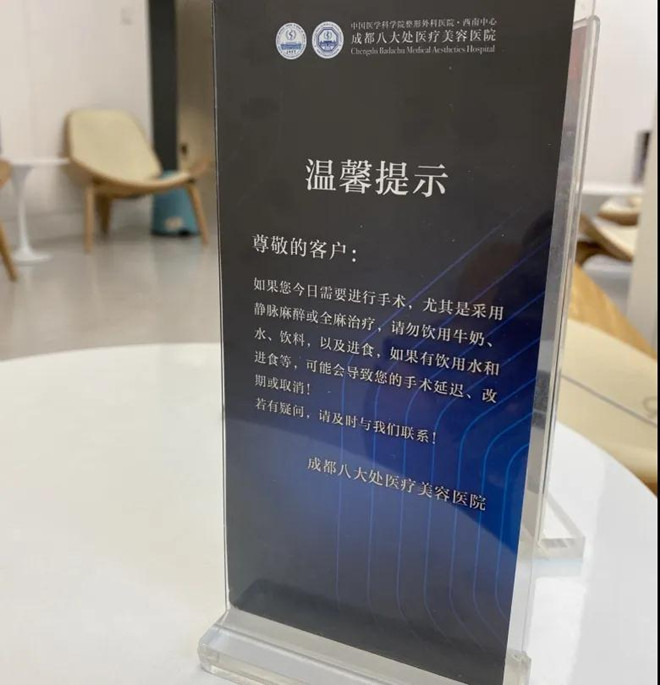 中国医学科学院整形外科医院·西南中心
成都八大处医疗美容医院
Chengdu Badachu Medical Aesthetics Hospital
温馨提示
尊敬的客户：
如果您今日需要进行手术，尤其是采用
静脉麻醉或全麻治疗，请勿饮用牛奶、
水、饮料，以及进食，如果有饮用水和
进食等，可能会导致您的手术延迟、改
期或取消！
若有疑问，请及时与我们联系！
成都八大处医疗美容医院